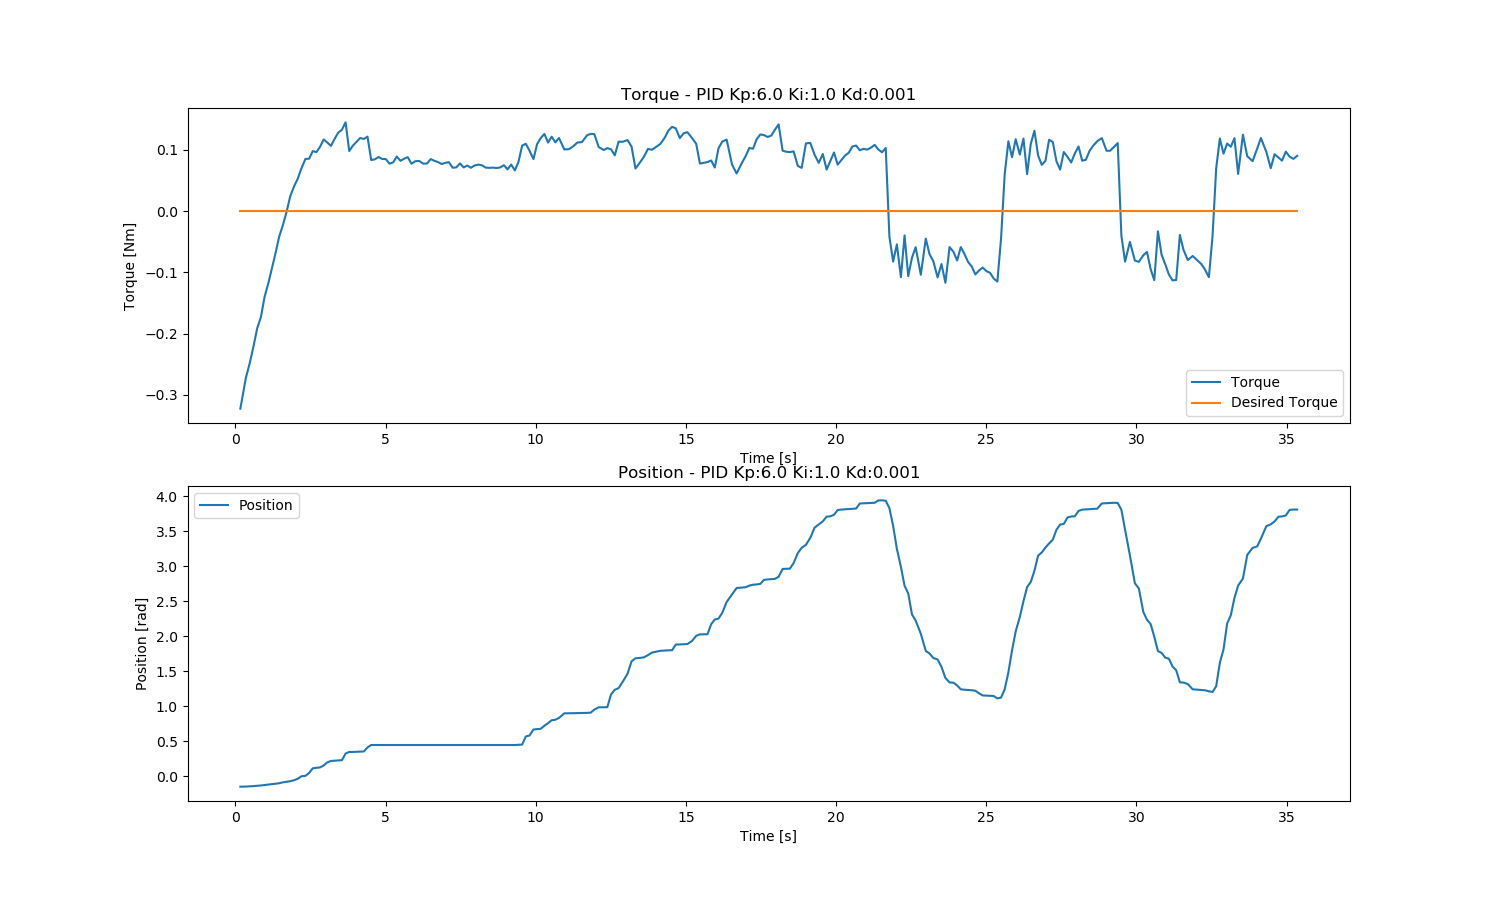 Torque - PID Kp:6.0 Ki:1.0 Kd:0.001
Torque [Nm]
0.1
0.0
−0.1
−0.2
−0.3
Torque
Desired Torque
0 5 10 15 20 25 30 35
Time [s]
Position - PID Kp:6.0 Ki:1.0 Kd:0.001
Position [rad]
Position
4.0
3.5
3.0
2.5
2.0
1.5
1.0
0.5
0.0
0 5 10 15 20 25 30 35
Time [s]